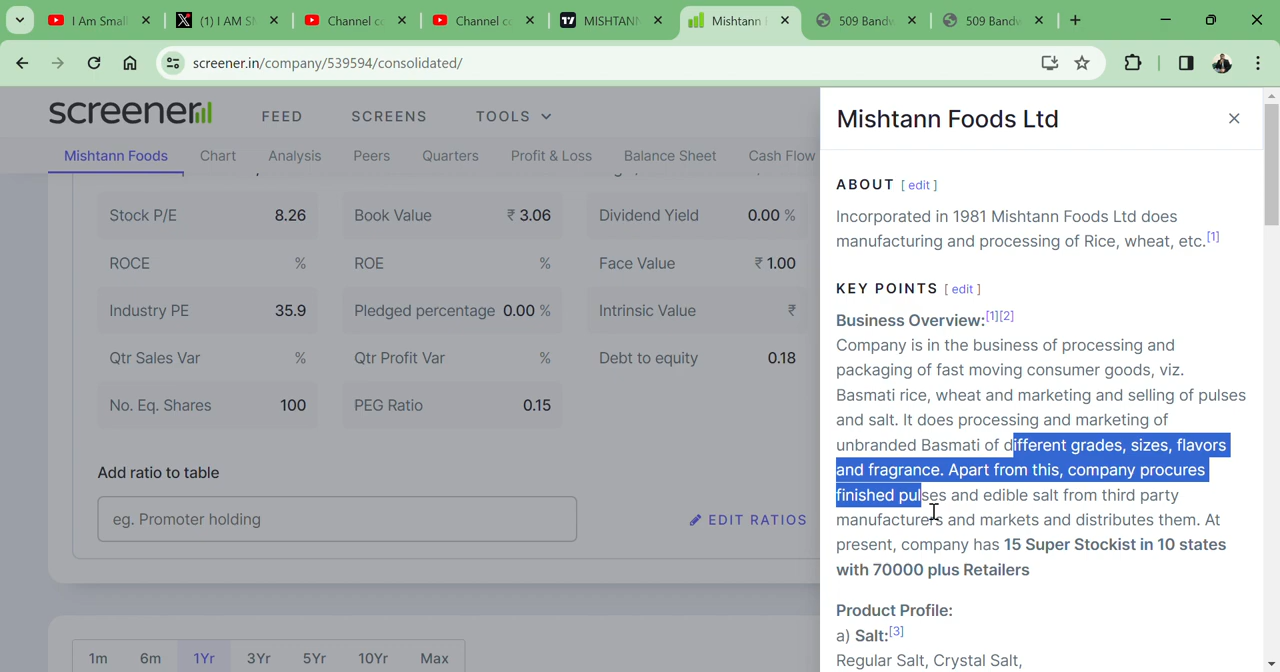 I Am Small
(1) I AM SM
Channel co
Channel co
MISHTANN
Mishtann F
509 Bandw
509 Bandw
screener.in/company/539594/consolidated/
screener
FEED
SCREENS
TOOLS
Mishtann Foods
Chart
Analysis
Peers
Quarters
Profit & Loss
Balance Sheet
Cash Flow
Stock P/E 8.26
Book Value ₹ 3.06
Dividend Yield 0.00 %
ROCE %
ROE %
Face Value ₹ 1.00
Industry PE 35.9
Pledged percentage 0.00 %
Intrinsic Value ₹
Qtr Sales Var %
Qtr Profit Var %
Debt to equity 0.18
No. Eq. Shares 100
PEG Ratio 0.15
Add ratio to table
eg. Promoter holding
EDIT RATIOS
1m 6m 1Yr 3Yr 5Yr 10Yr Max
Mishtann Foods Ltd
ABOUT [ edit ]
Incorporated in 1981 Mishtann Foods Ltd does
manufacturing and processing of Rice, wheat, etc.[1]
KEY POINTS [ edit ]
Business Overview:[1][2]
Company is in the business of processing and
packaging of fast moving consumer goods, viz.
Basmati rice, wheat and marketing and selling of pulses
and salt. It does processing and marketing of
unbranded Basmati of different grades, sizes, flavors
and fragrance. Apart from this, company procures
finished pulses and edible salt from third party
manufacturers and markets and distributes them. At
present, company has 15 Super Stockist in 10 states
with 70000 plus Retailers
Product Profile:
a) Salt:[3]
Regular Salt, Crystal Salt,